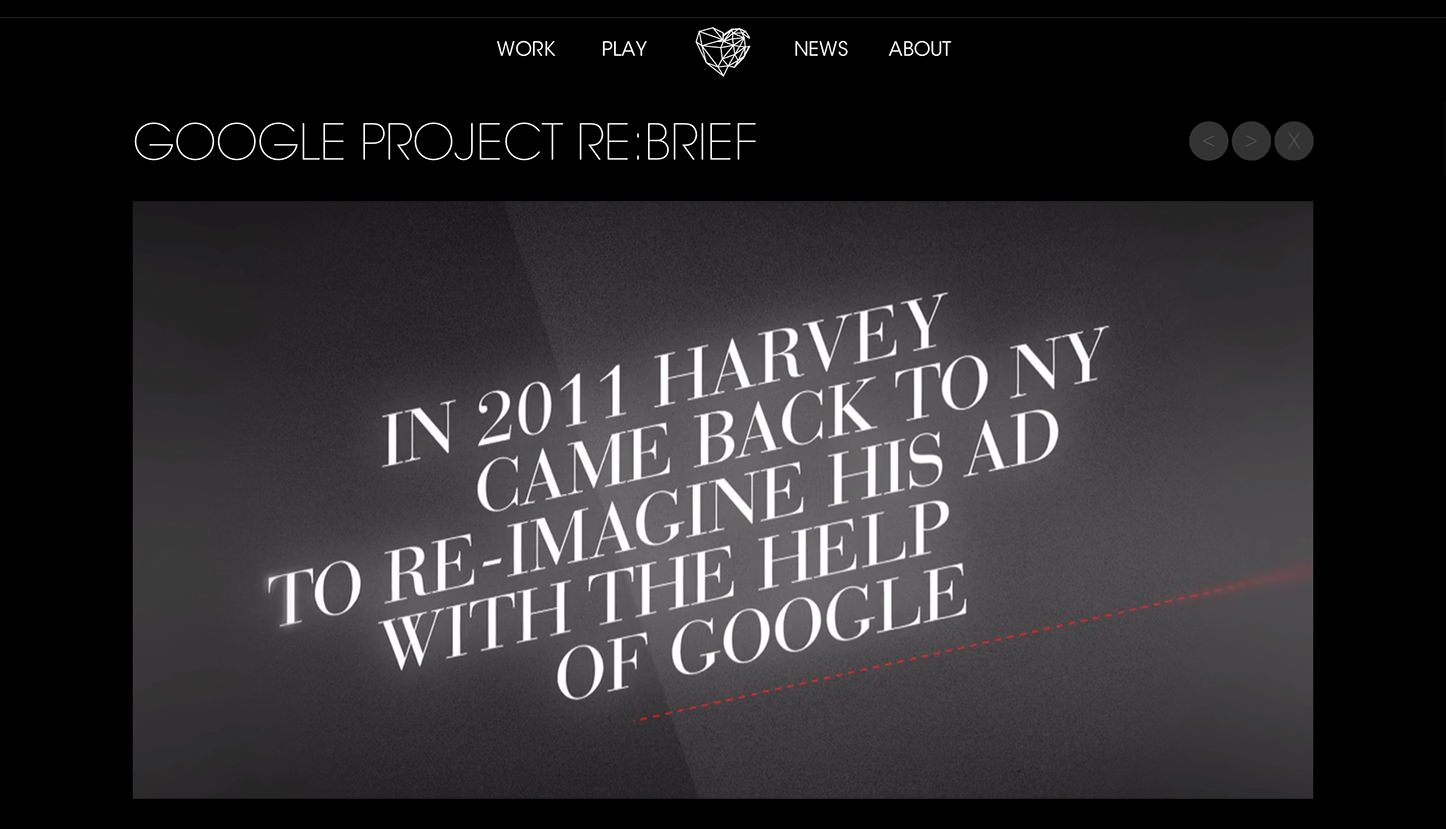 WORK PLAY NEWS ABOUT
GOOGLE PROJECT RE:BRIEF
< > X
IN 2011 HARVEY
CAME BACK TO NY
TO RE-IMAGINE HIS AD
WITH THE HELP
OF GOOGLE